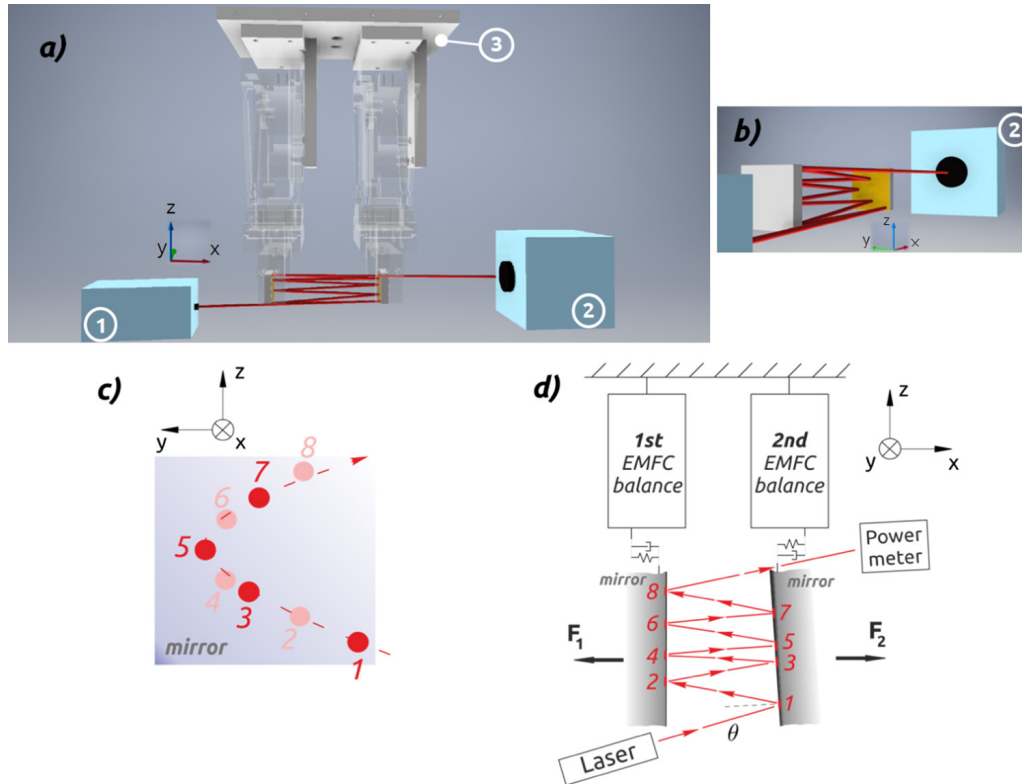 a)
3
z
y
x
1
2
b)
2
z
y
x
c)
z
y
x
8
7
6
5
4
3
2
1
mirror
d)
1st
EMFC
balance
2nd
EMFC
balance
z
y
x
Power
meter
mirror
mirror
8
7
6
5
4
3
2
1
F1
F2
θ
Laser